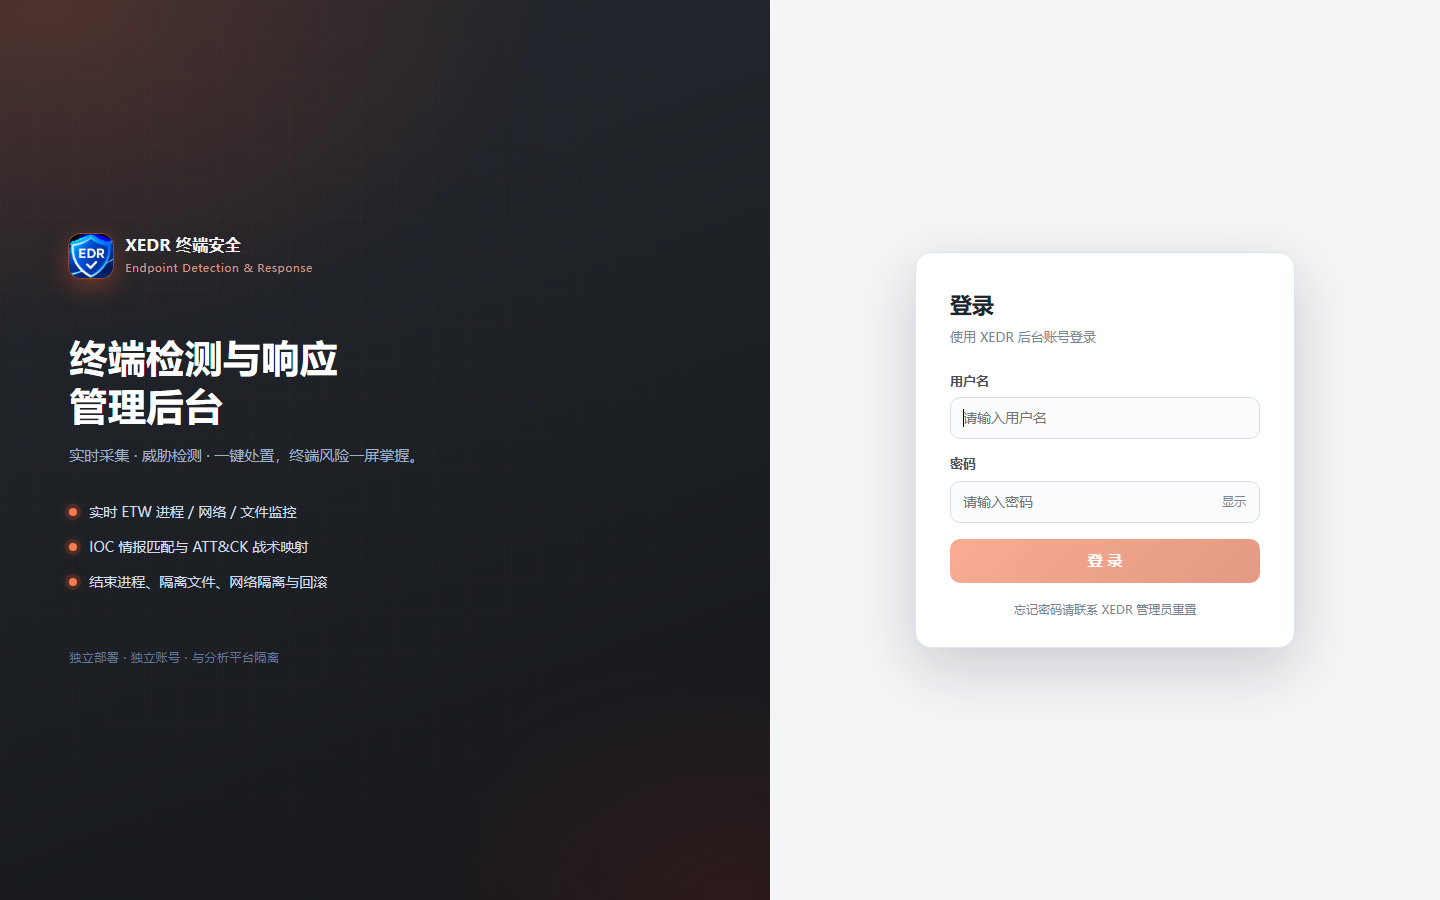 EDR
XEDR 终端安全
Endpoint Detection & Response
终端检测与响应
管理后台
实时采集 · 威胁检测 · 一键处置，终端风险一屏掌握。
实时 ETW 进程 / 网络 / 文件监控
IOC 情报匹配与 ATT&CK 战术映射
结束进程、隔离文件、网络隔离与回滚
独立部署 · 独立账号 · 与分析平台隔离
登录
使用 XEDR 后台账号登录
用户名
请输入用户名
密码
请输入密码 显示
登 录
忘记密码请联系 XEDR 管理员重置